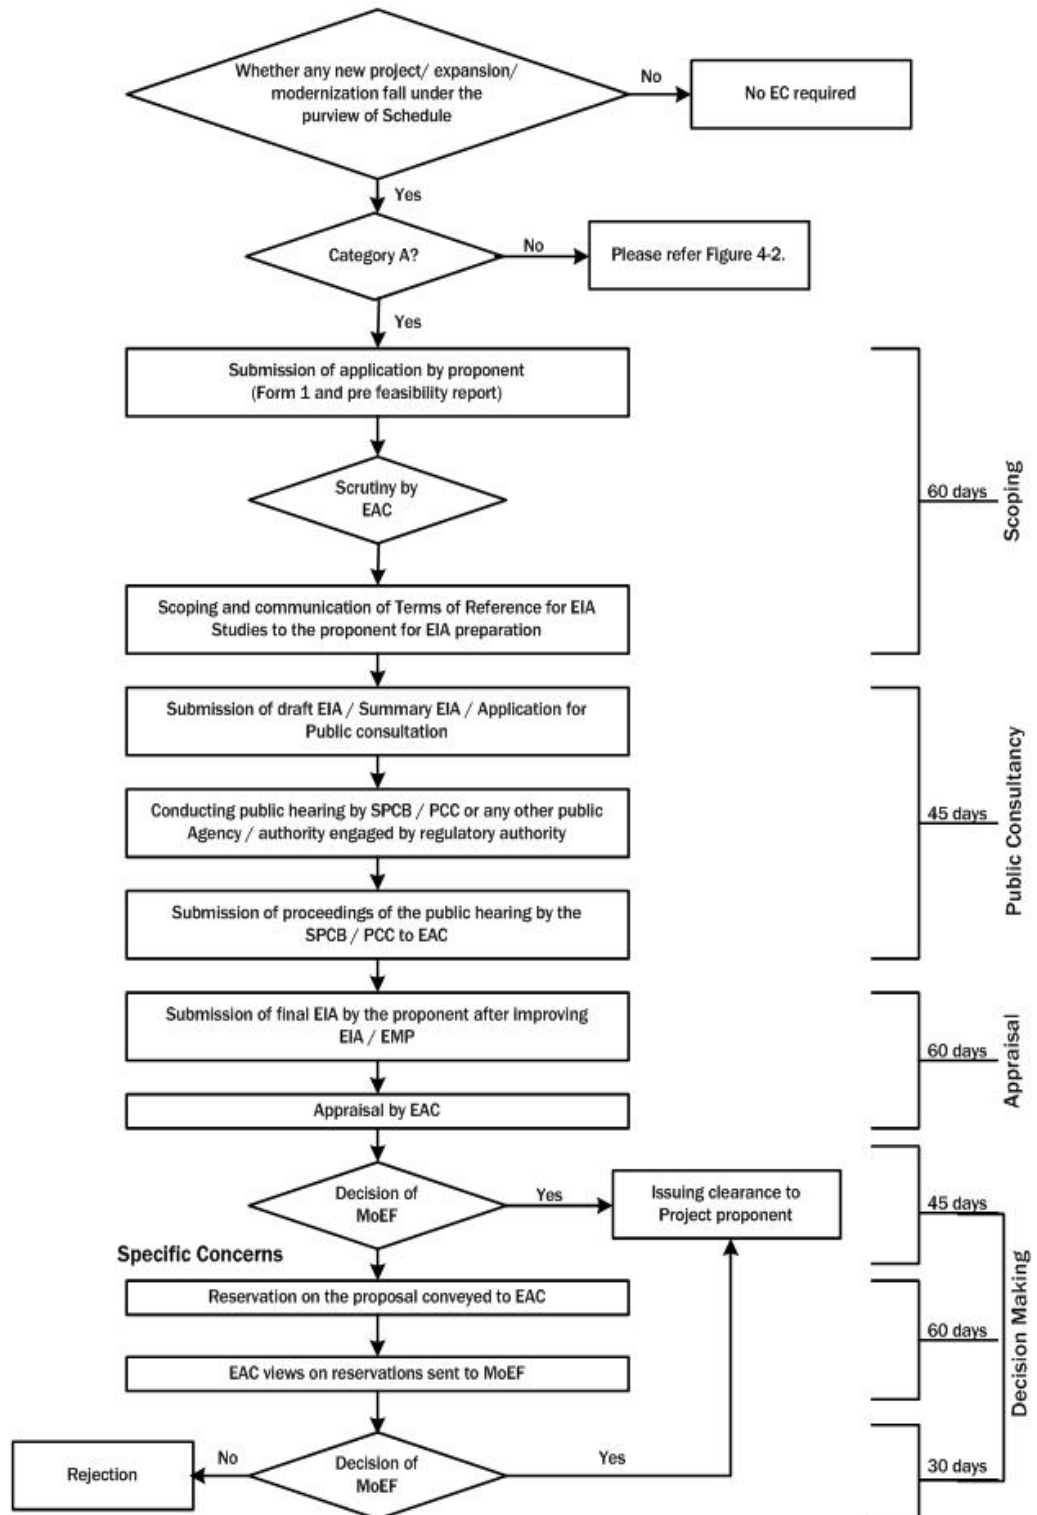 Whether any new project/ expansion/
modernization fall under the
purview of Schedule
No
No EC required
Yes
Category A?
No
Please refer Figure 4-2.
Yes
Submission of application by proponent
(Form 1 and pre feasibility report)
Scrutiny by
EAC
60 days
Scoping
Scoping and communication of Terms of Reference for EIA
Studies to the proponent for EIA preparation
Submission of draft EIA / Summary EIA / Application for
Public consultation
Conducting public hearing by SPCB / PCC or any other public
Agency / authority engaged by regulatory authority
45 days
Public Consultancy
Submission of proceedings of the public hearing by the
SPCB / PCC to EAC
Submission of final EIA by the proponent after improving
EIA / EMP
60 days
Appraisal
Appraisal by EAC
Decision of
MoEF
Yes
Issuing clearance to
Project proponent
45 days
Specific Concerns
Reservation on the proposal conveyed to EAC
60 days
Decision Making
EAC views on reservations sent to MoEF
Decision of
MoEF
No
Rejection
Yes
30 days